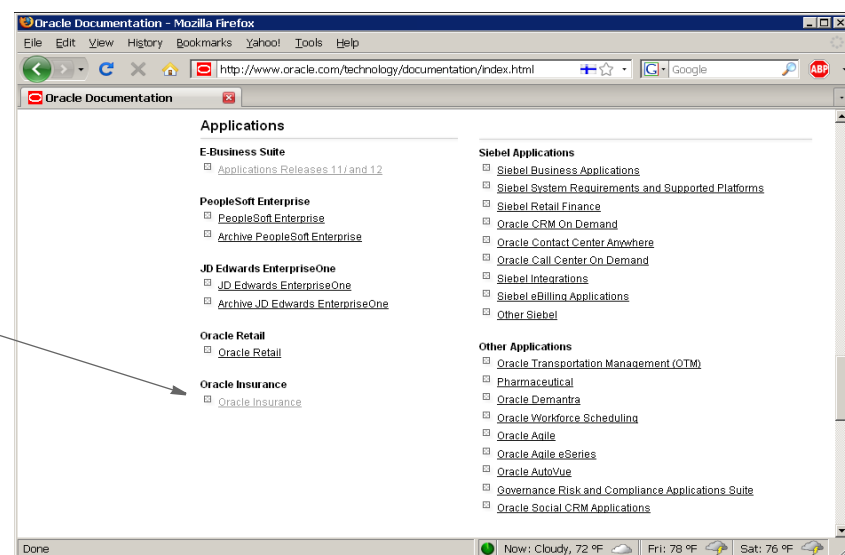 Oracle Documentation - Mozilla Firefox
File Edit View History Bookmarks Yahoo! Tools Help
http://www.oracle.com/technology/documentation/index.html
G Google
ABP
Oracle Documentation
Applications
E-Business Suite
Applications Releases 11i and 12
PeopleSoft Enterprise
PeopleSoft Enterprise
Archive PeopleSoft Enterprise
JD Edwards EnterpriseOne
JD Edwards EnterpriseOne
Archive JD Edwards EnterpriseOne
Oracle Retail
Oracle Retail
Oracle Insurance
Oracle Insurance
Siebel Applications
Siebel Business Applications
Siebel System Requirements and Supported Platforms
Siebel Retail Finance
Oracle CRM On Demand
Oracle Contact Center Anywhere
Oracle Call Center On Demand
Siebel Integrations
Siebel eBilling Applications
Other Siebel
Other Applications
Oracle Transportation Management (OTM)
Pharmaceutical
Oracle Demantra
Oracle Workforce Scheduling
Oracle Agile
Oracle Agile eSeries
Oracle AutoVue
Governance Risk and Compliance Applications Suite
Oracle Social CRM Applications
Done
Now: Cloudy, 72 ºF
Fri: 78 ºF
Sat: 76 ºF